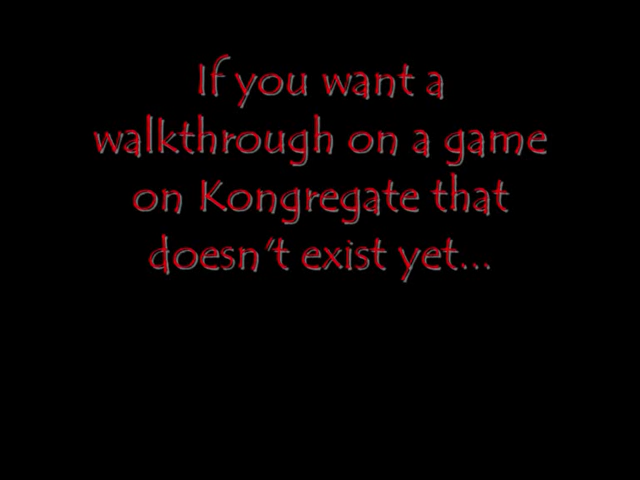 If you want a
walkthrough on a game
on Kongregate that
doesn't exist yet...